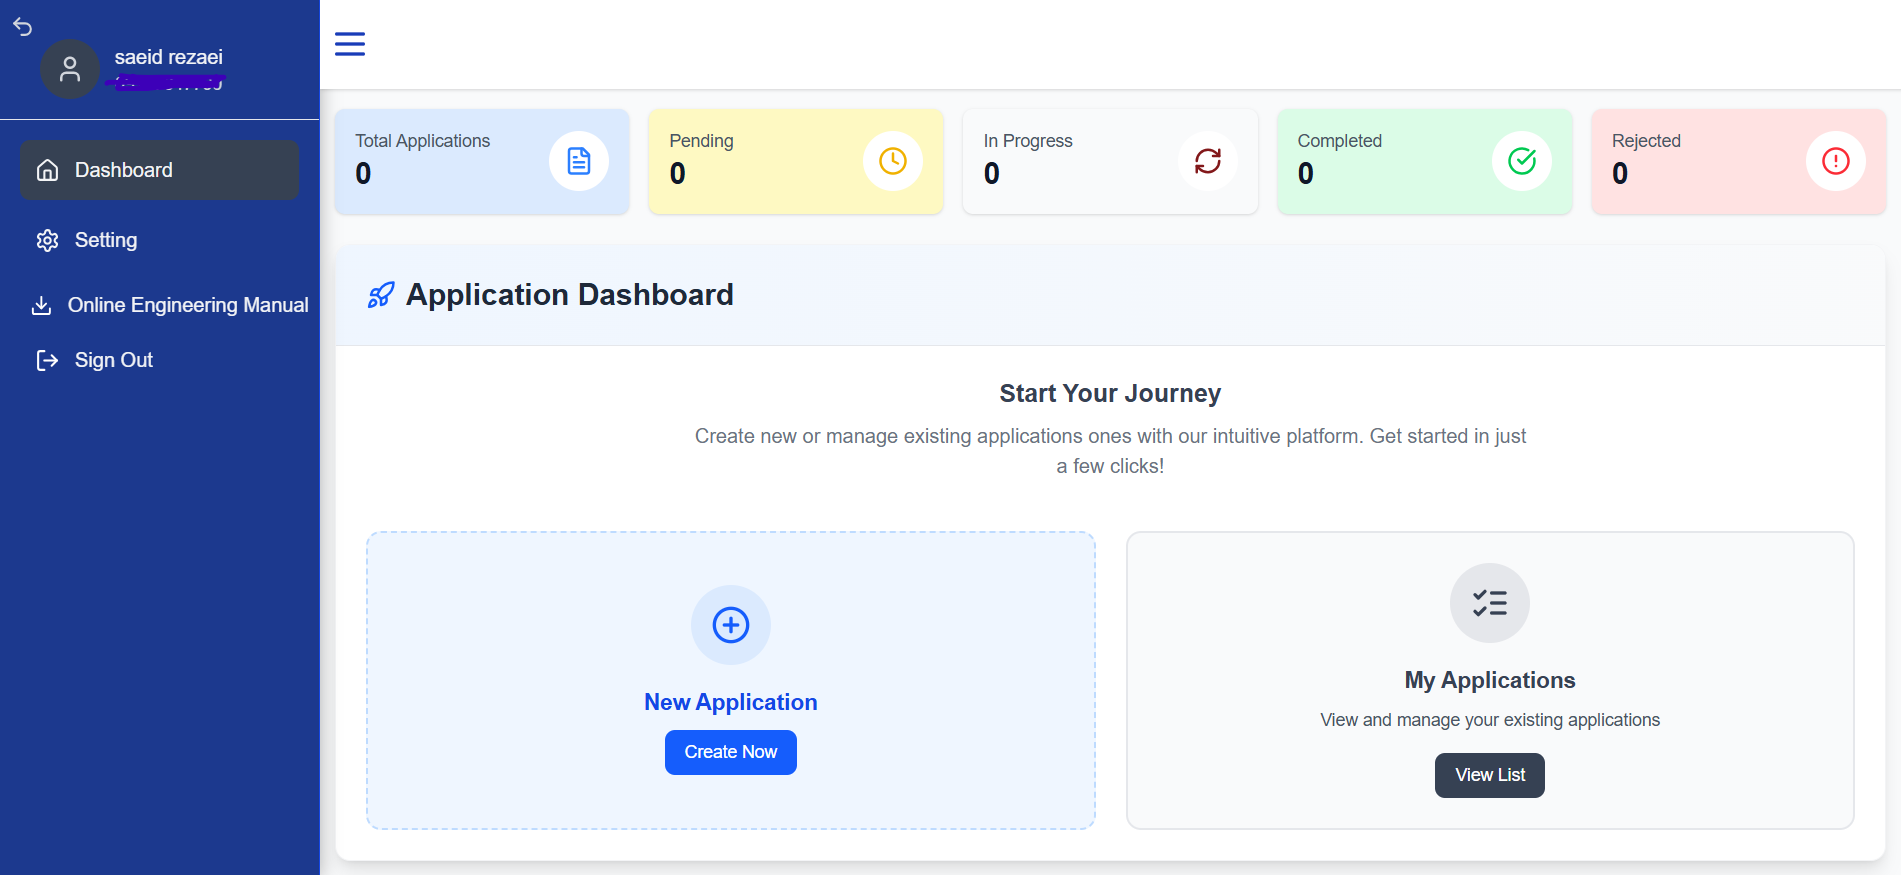 saeid rezaei
Dashboard
Setting
Online Engineering Manual
Sign Out
Total Applications
0
Pending
0
In Progress
0
Completed
0
Rejected
0
Application Dashboard
Start Your Journey
Create new or manage existing applications ones with our intuitive platform. Get started in just
a few clicks!
New Application
Create Now
My Applications
View and manage your existing applications
View List